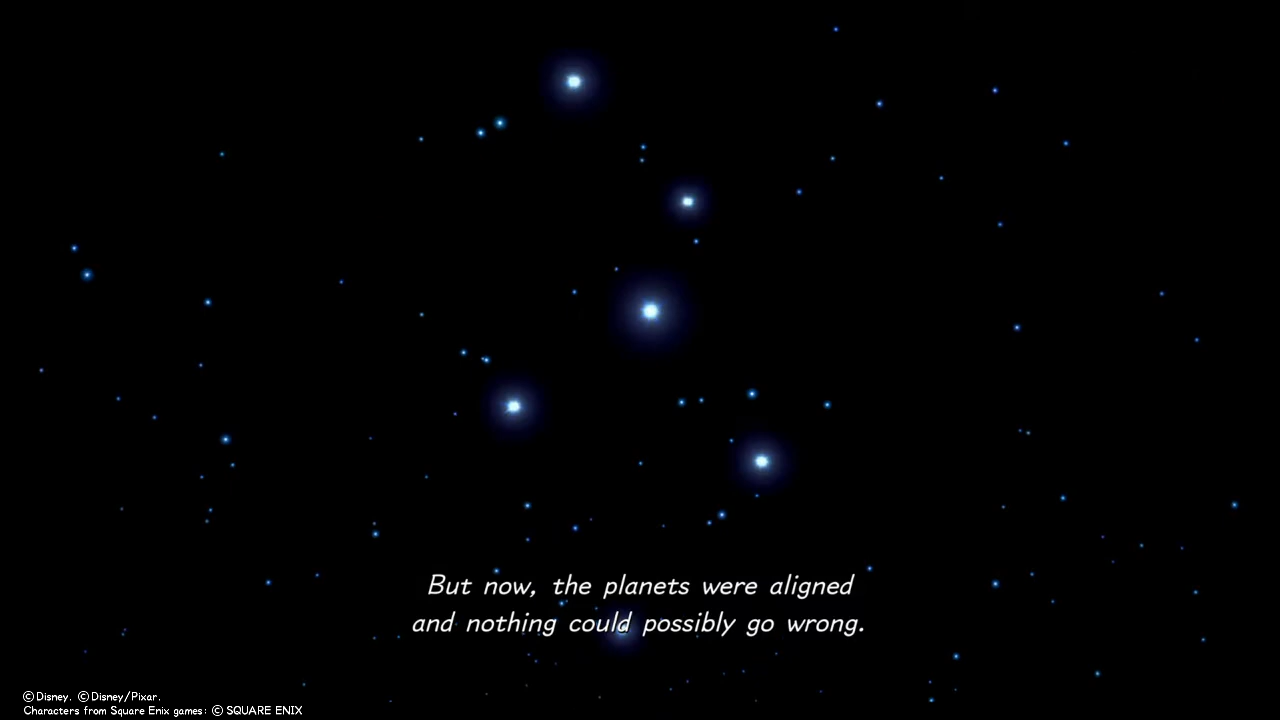 But now, the planets were aligned
and nothing could possibly go wrong.
©Disney. ©Disney/Pixar.
Characters from Square Enix games: © SQUARE ENIX